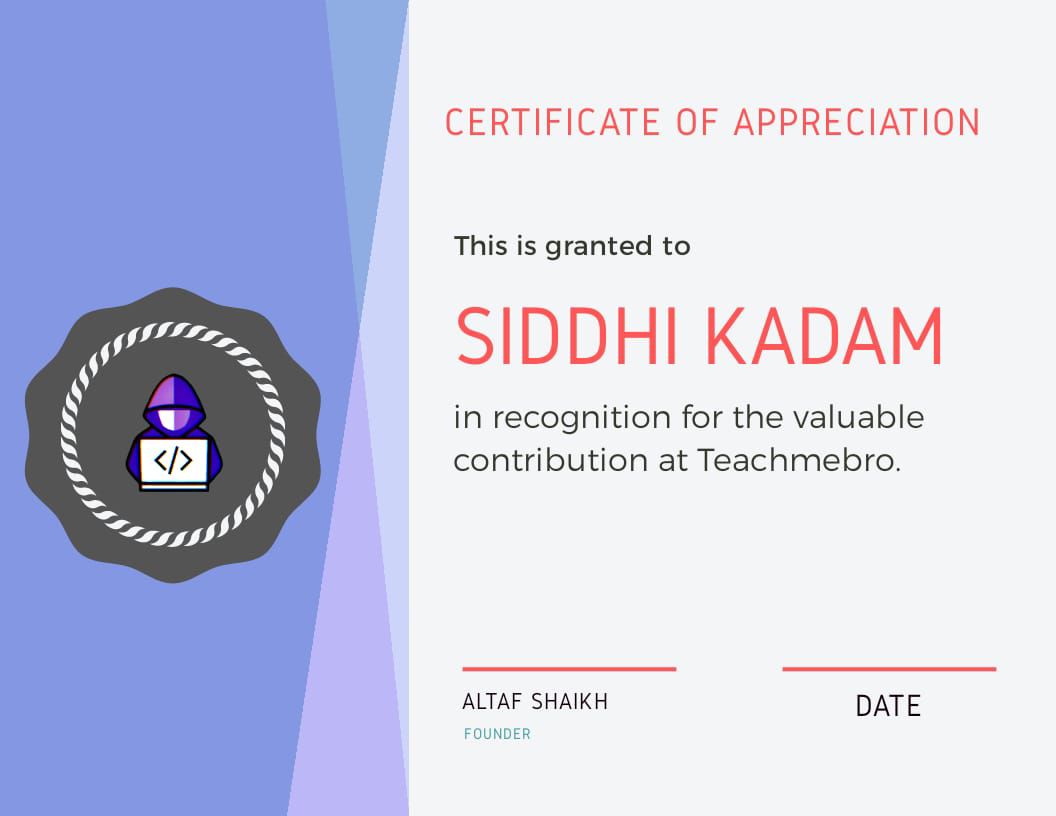 CERTIFICATE OF APPRECIATION
This is granted to
SIDDHI KADAM
in recognition for the valuable
contribution at Teachmebro.
</>
ALTAF SHAIKH
FOUNDER
DATE